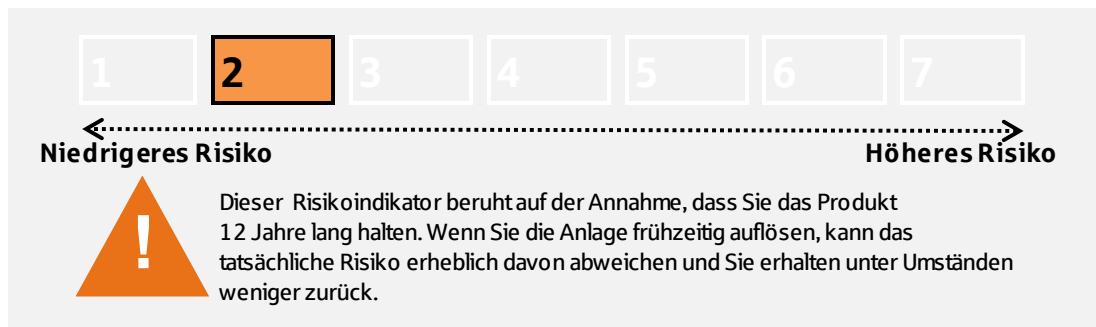 1 2 3 4 5 6 7
Niedrigeres Risiko Höheres Risiko
!
Dieser Risikoindikator beruht auf der Annahme, dass Sie das Produkt
12 Jahre lang halten. Wenn Sie die Anlage frühzeitig auflösen, kann das
tatsächliche Risiko erheblich davon abweichen und Sie erhalten unter Umständen
weniger zurück.